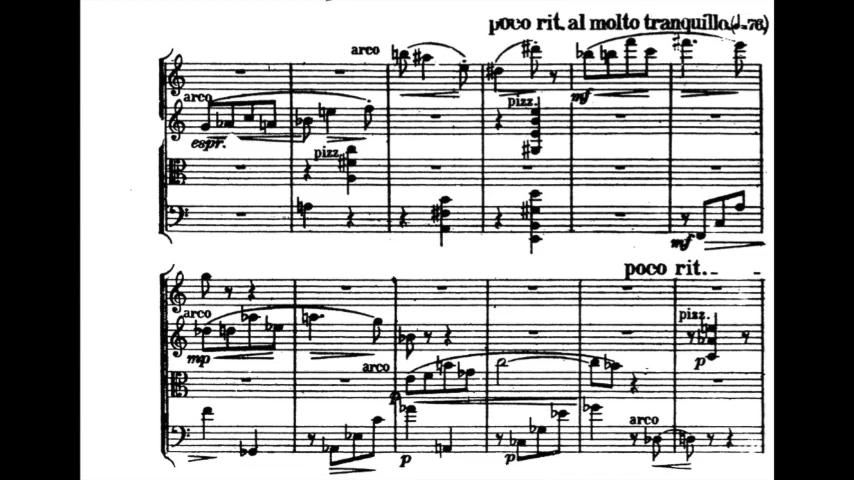 poco rit. al molto tranquillo.(♩=76)
arco
arco
pizz.
mf
espr.
pizz.
mf
poco rit.
arco
pizz.
mp
p
arco
p
arco
p
p